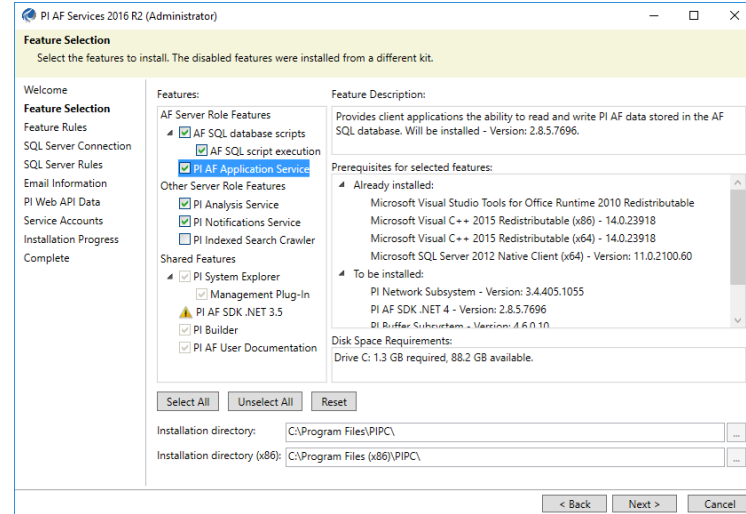 PI AF Services 2016 R2 (Administrator)
Feature Selection
Select the features to install. The disabled features were installed from a different kit.
Welcome
Feature Selection
Feature Rules
SQL Server Connection
SQL Server Rules
Email Information
PI Web API Data
Service Accounts
Installation Progress
Complete
Features:
AF Server Role Features
AF SQL database scripts
AF SQL script execution
PI AF Application Service
Other Server Role Features
PI Analysis Service
PI Notifications Service
PI Indexed Search Crawler
Shared Features
PI System Explorer
Management Plug-In
PI AF SDK .NET 3.5
PI Builder
PI AF User Documentation
Feature Description:
Provides client applications the ability to read and write PI AF data stored in the AF
SQL database. Will be installed - Version: 2.8.5.7696.
Prerequisites for selected features:
Already installed:
Microsoft Visual Studio Tools for Office Runtime 2010 Redistributable
Microsoft Visual C++ 2015 Redistributable (x86) - 14.0.23918
Microsoft Visual C++ 2015 Redistributable (x64) - 14.0.23918
Microsoft SQL Server 2012 Native Client (x64) - Version: 11.0.2100.60
To be installed:
PI Network Subsystem - Version: 3.4.405.1055
PI AF SDK .NET 4 - Version: 2.8.5.7696
PI Buffer Subsystem - Version: 4.6.0.10
Disk Space Requirements:
Drive C: 1.3 GB required, 88.2 GB available.
Select All
Unselect All
Reset
Installation directory: C:\Program Files\PIPC\ ...
Installation directory (x86): C:\Program Files (x86)\PIPC\ ...
< Back
Next >
Cancel